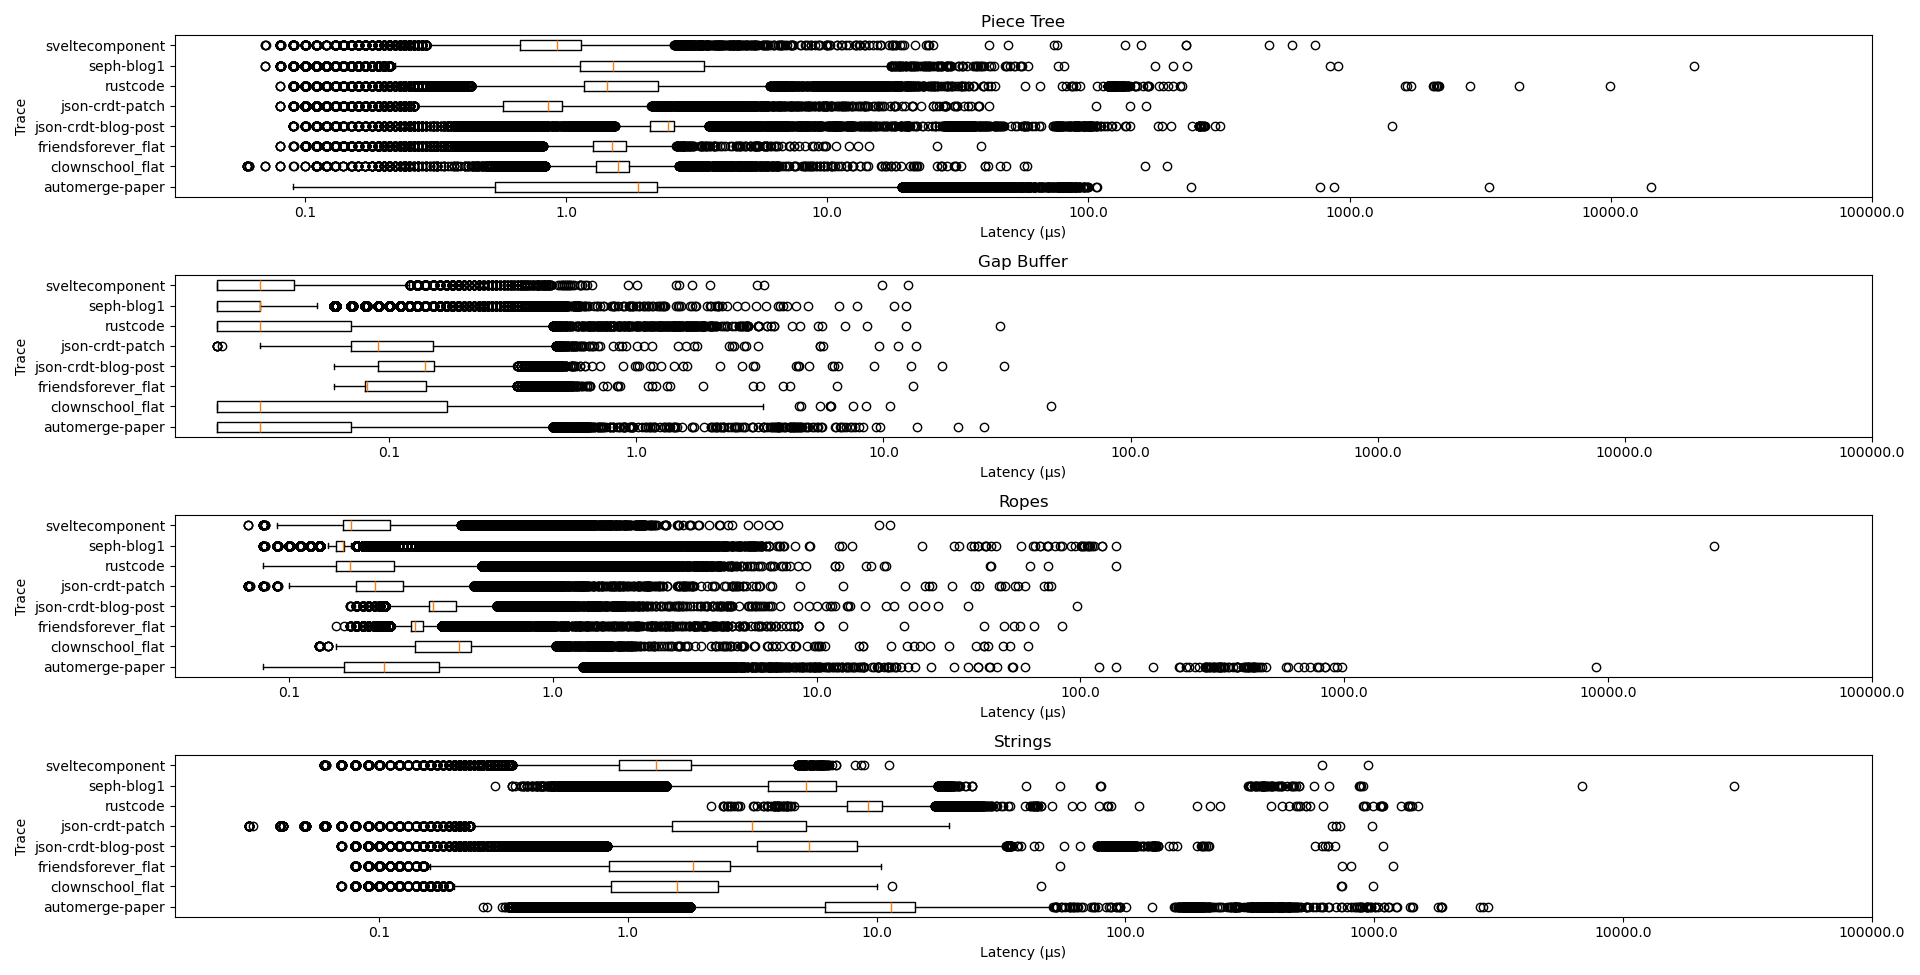 Piece Tree
Trace
sveltecomponent
seph-blog1
rustcode
json-crdt-patch
json-crdt-blog-post
friendsforever_flat
clownschool_flat
automerge-paper
0.1 1.0 10.0 100.0 1000.0 10000.0 100000.0
Latency (µs)
Gap Buffer
Trace
sveltecomponent
seph-blog1
rustcode
json-crdt-patch
json-crdt-blog-post
friendsforever_flat
clownschool_flat
automerge-paper
0.1 1.0 10.0 100.0 1000.0 10000.0 100000.0
Latency (µs)
Ropes
Trace
sveltecomponent
seph-blog1
rustcode
json-crdt-patch
json-crdt-blog-post
friendsforever_flat
clownschool_flat
automerge-paper
0.1 1.0 10.0 100.0 1000.0 10000.0 100000.0
Latency (µs)
Strings
Trace
sveltecomponent
seph-blog1
rustcode
json-crdt-patch
json-crdt-blog-post
friendsforever_flat
clownschool_flat
automerge-paper
0.1 1.0 10.0 100.0 1000.0 10000.0 100000.0
Latency (µs)